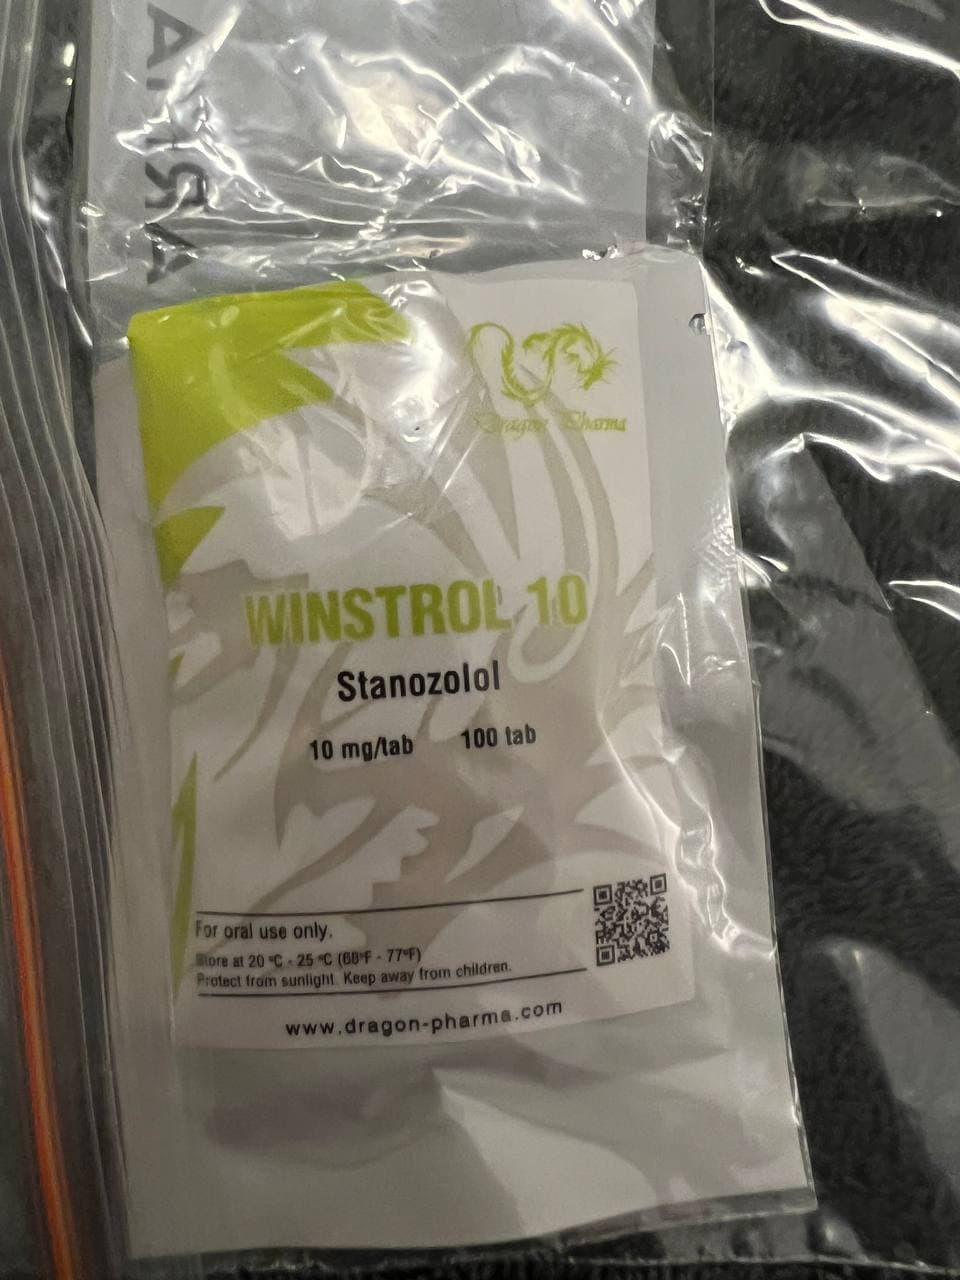 Dragon Pharma
WINSTROL 10
Stanozolol
10 mg/tab 100 tab
For oral use only.
Store at 20 °C - 25 °C (68°F - 77°F)
Protect from sunlight. Keep away from children.
www.dragon-pharma.com